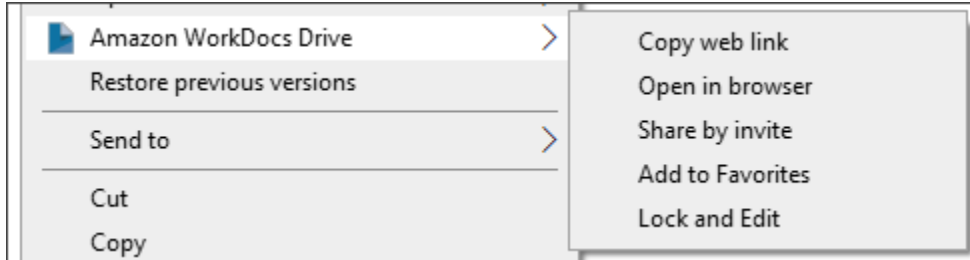 Amazon WorkDocs Drive
Restore previous versions
Send to
Cut
Copy
Copy web link
Open in browser
Share by invite
Add to Favorites
Lock and Edit